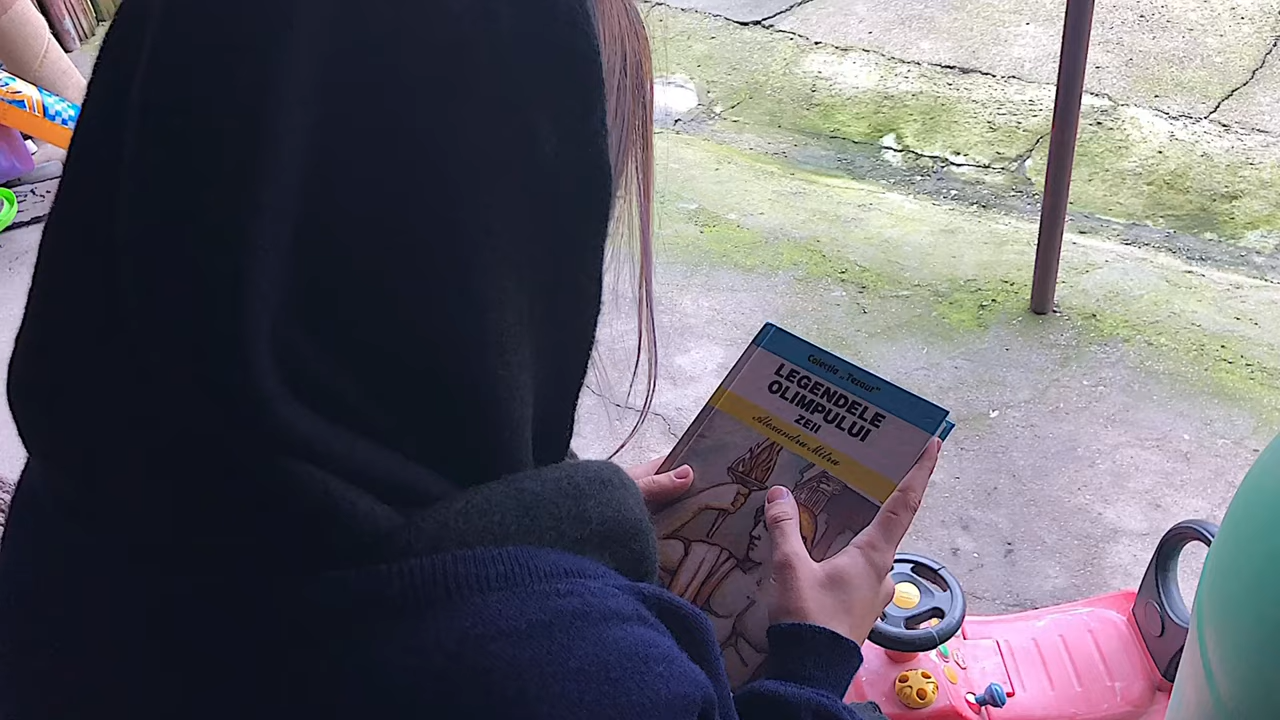 Colecția „Tezaur"
LEGENDELE
OLIMPULUI
ZEII
Alexandru Mitru